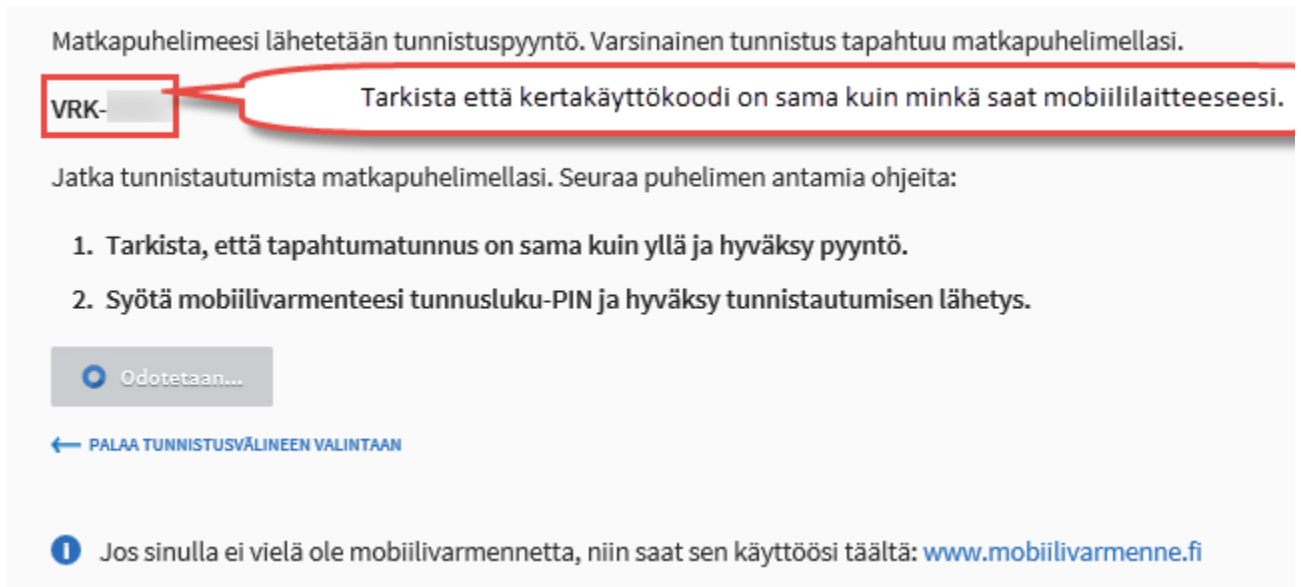 Matkapuhelimeesi lähetetään tunnistuspyyntö. Varsinainen tunnistus tapahtuu matkapuhelimellasi.
VRK-
Tarkista että kertakäyttökoodi on sama kuin minkä saat mobiililaitteeseesi.
Jatka tunnistautumista matkapuhelimellasi. Seuraa puhelimen antamia ohjeita:
1. Tarkista, että tapahtumatunnus on sama kuin yllä ja hyväksy pyyntö.
2. Syötä mobiilivarmenteesi tunnusluku-PIN ja hyväksy tunnistautumisen lähetys.
Odotetaan...
← PALAA TUNNISTUSVÄLINEEN VALINTAAN
Jos sinulla ei vielä ole mobiilivarmennetta, niin saat sen käyttöösi täältä: www.mobiilivarmenne.fi